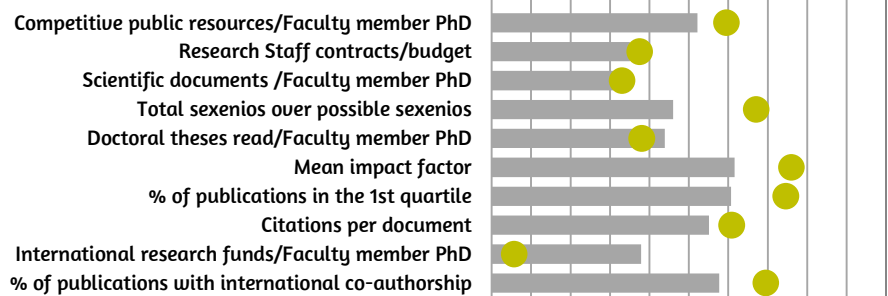 Competitive public resources/Faculty member PhD
Research Staff contracts/budget
Scientific documents /Faculty member PhD
Total sexenios over possible sexenios
Doctoral theses read/Faculty member PhD
Mean impact factor
% of publications in the 1st quartile
Citations per document
International research funds/Faculty member PhD
% of publications with international co-authorship